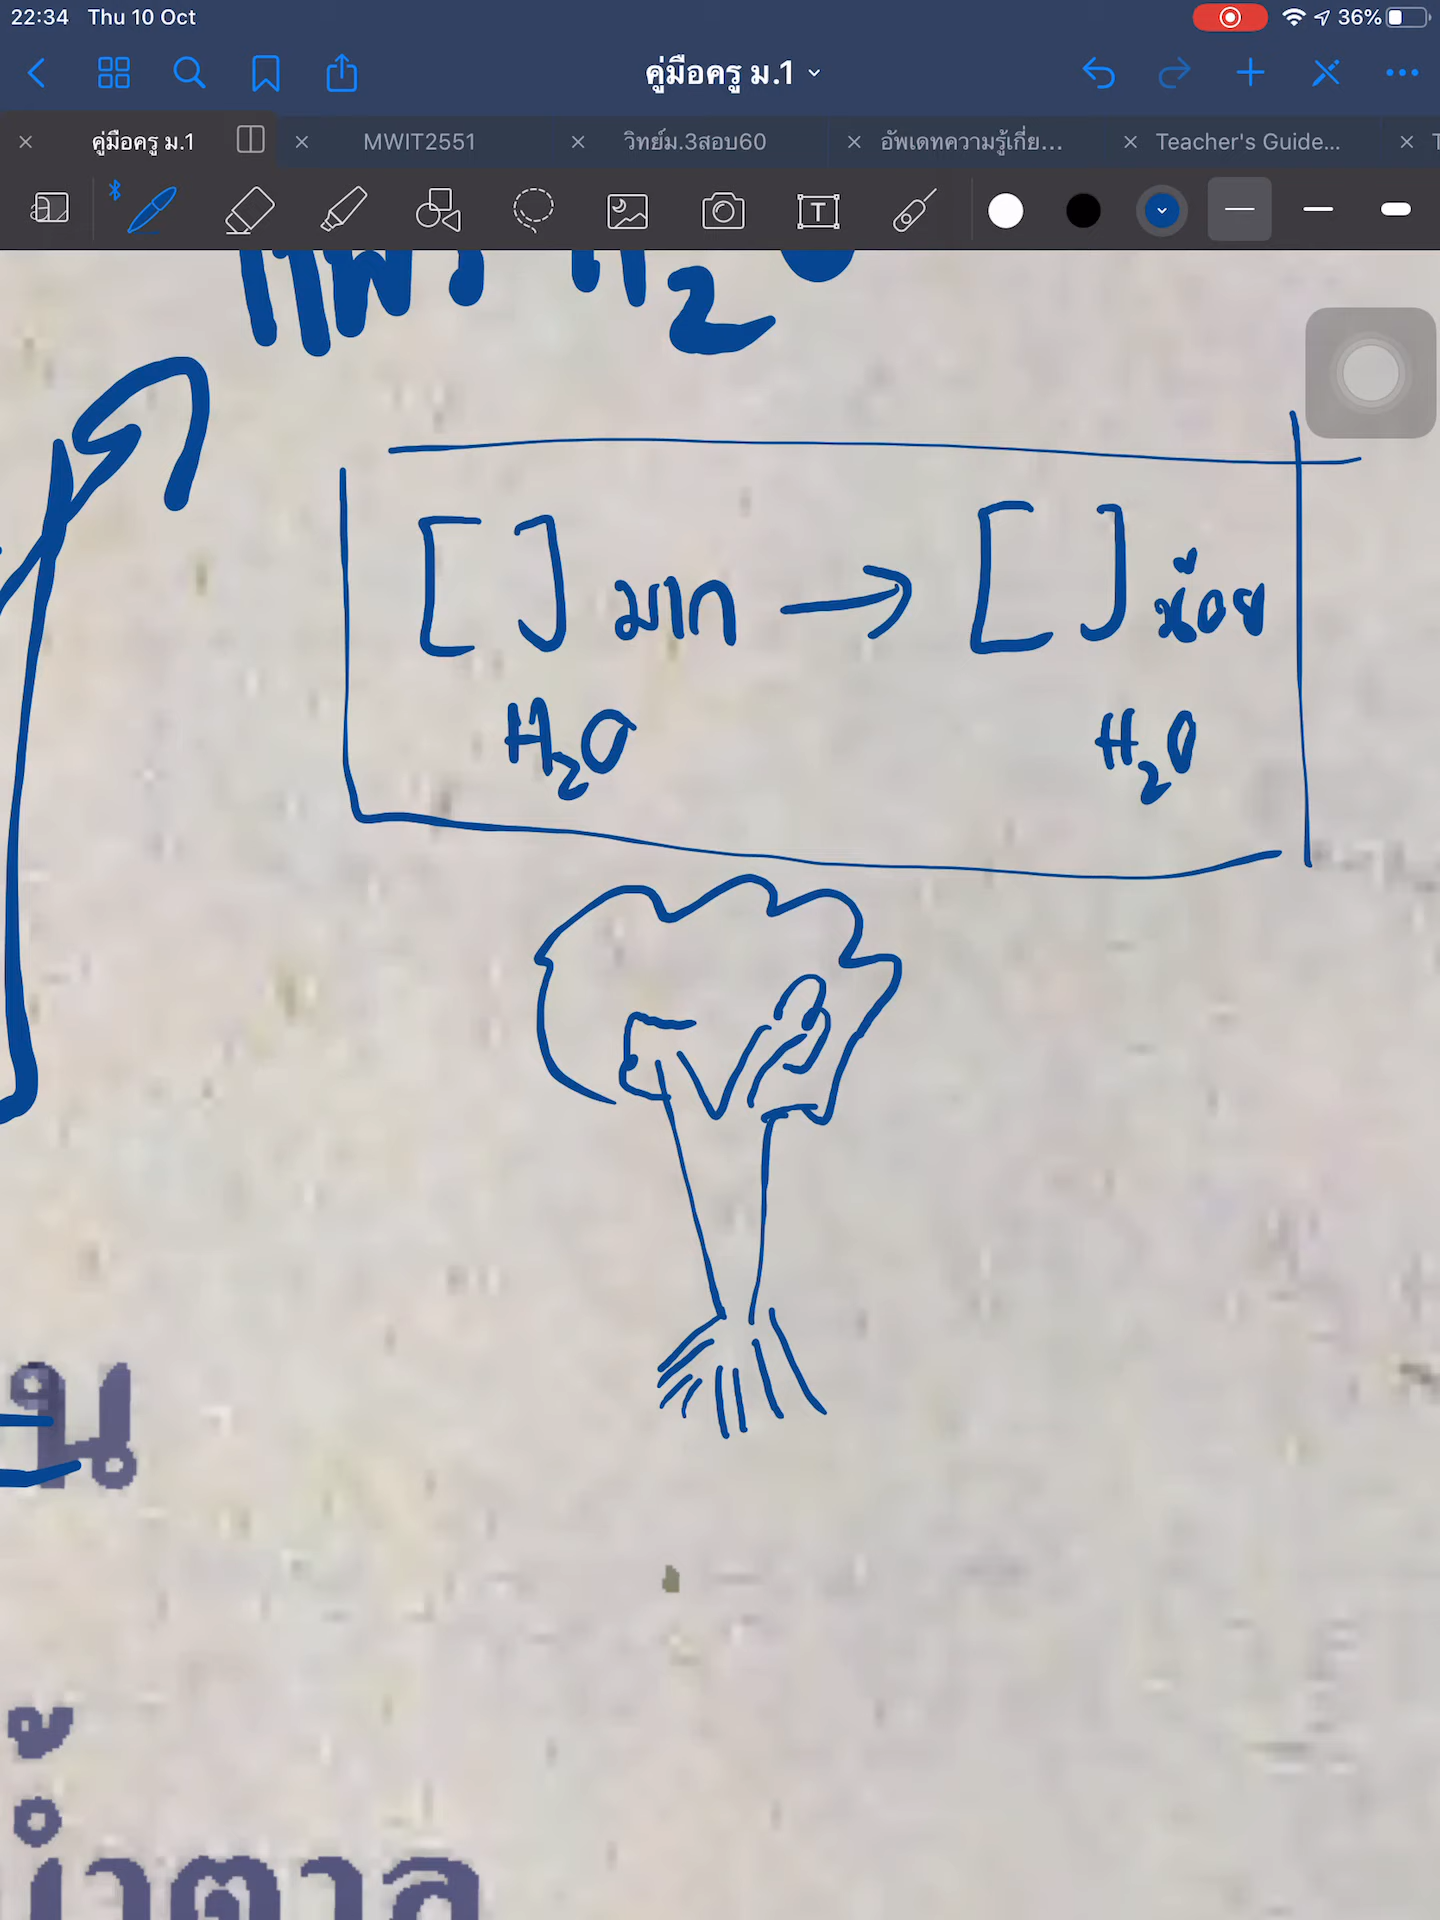 22:34 Thu 10 Oct 36%
คู่มือครู ม.1
คู่มือครู ม.1 MWIT2551 วิทย์ม.3สอบ60 อัพเดทความรู้เกี่ย... Teacher's Guide...
T
[ ] มาก → [ ] น้อย
H₂O H₂O